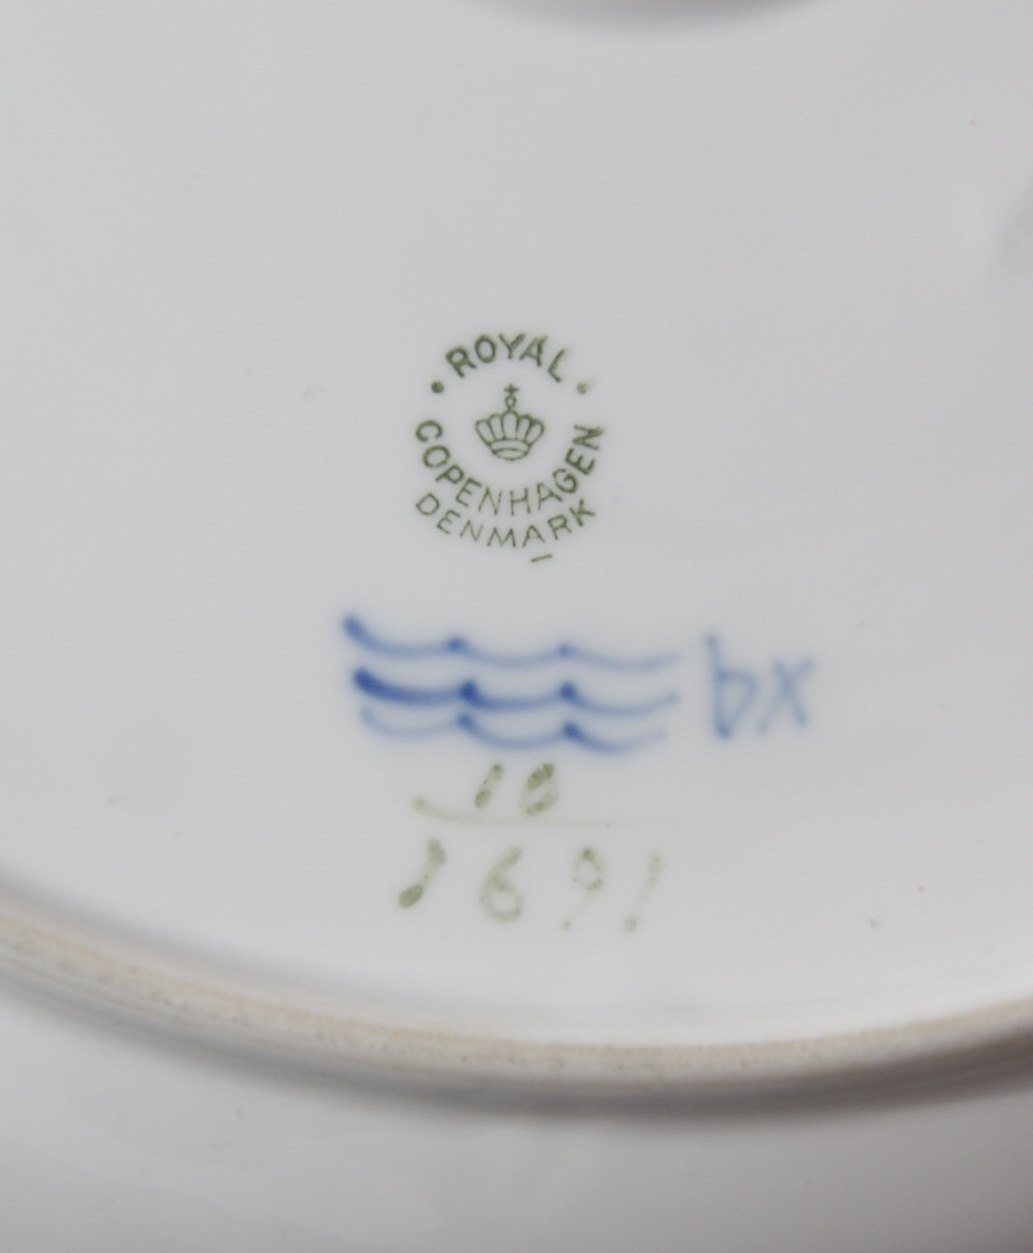 ROYAL
COPENHAGEN
DENMARK
bx
10
1691